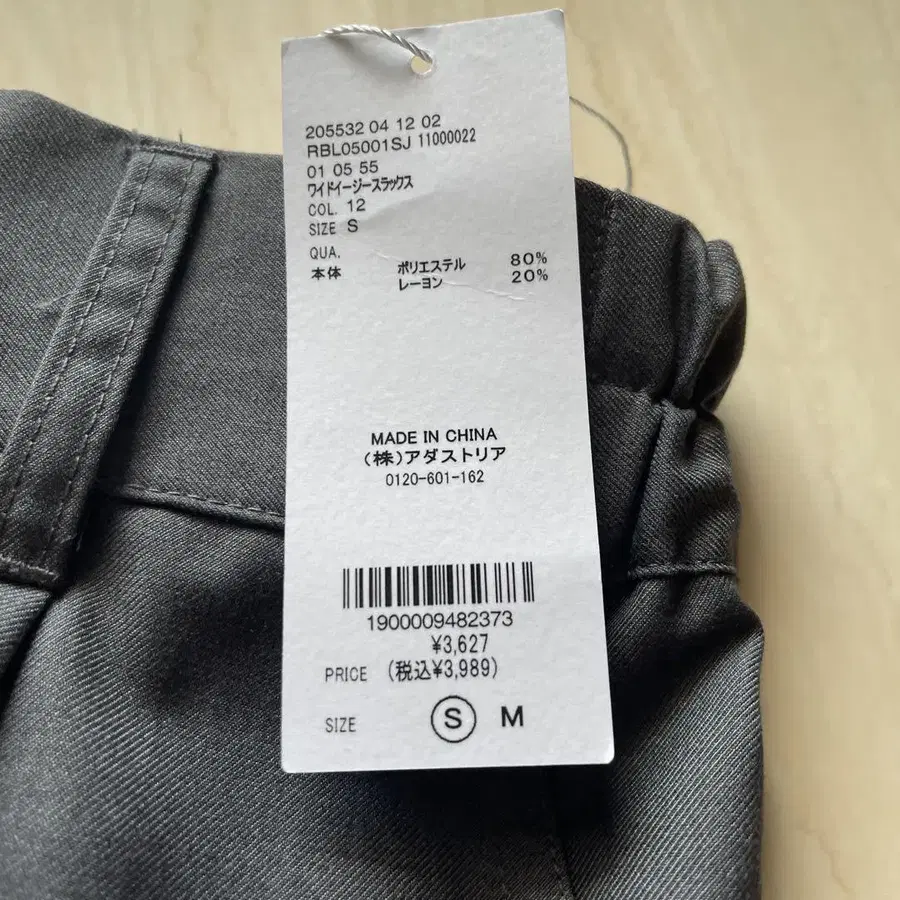 205532 04 12 02
RBL05001SJ 11000022
01 05 55
ワイドイージースラックス
COL. 12
SIZE S
QUA.
本体 ポリエステル 80%
レーヨン 20%
MADE IN CHINA
(株)アダストリア
0120-601-162
1900009482373
¥3,627
PRICE (税込¥3,989)
SIZE S M